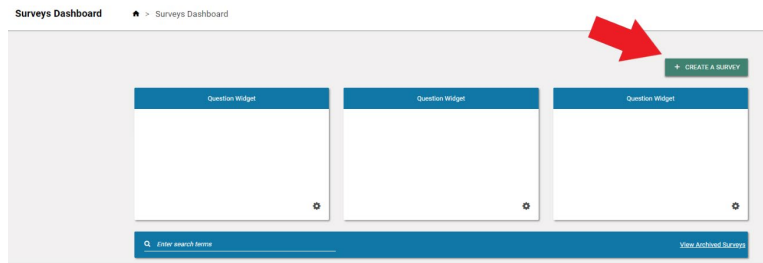 Surveys Dashboard
> Surveys Dashboard
+ CREATE A SURVEY
Question Widget
Question Widget
Question Widget
Enter search terms
View Archived Surveys